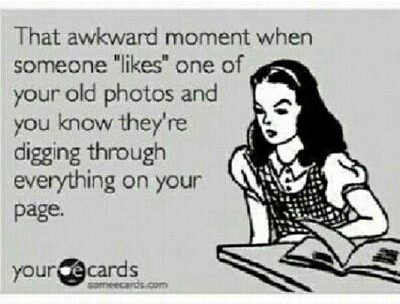 That awkward moment when
someone "likes" one of
your old photos and
you know they're
digging through
everything on your
page.
your e cards
someecards.com